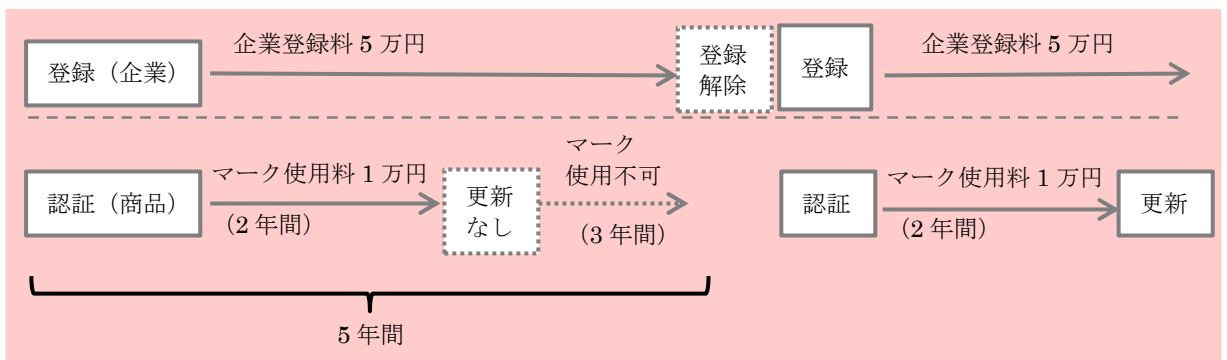 企業登録料 5 万円
登録（企業）
登録
解除
登録
企業登録料 5 万円
認証（商品）
マーク使用料 1 万円
(2 年間)
更新
なし
マーク
使用不可
（3 年間）
認証
マーク使用料 1 万円
(2 年間)
更新
5 年間